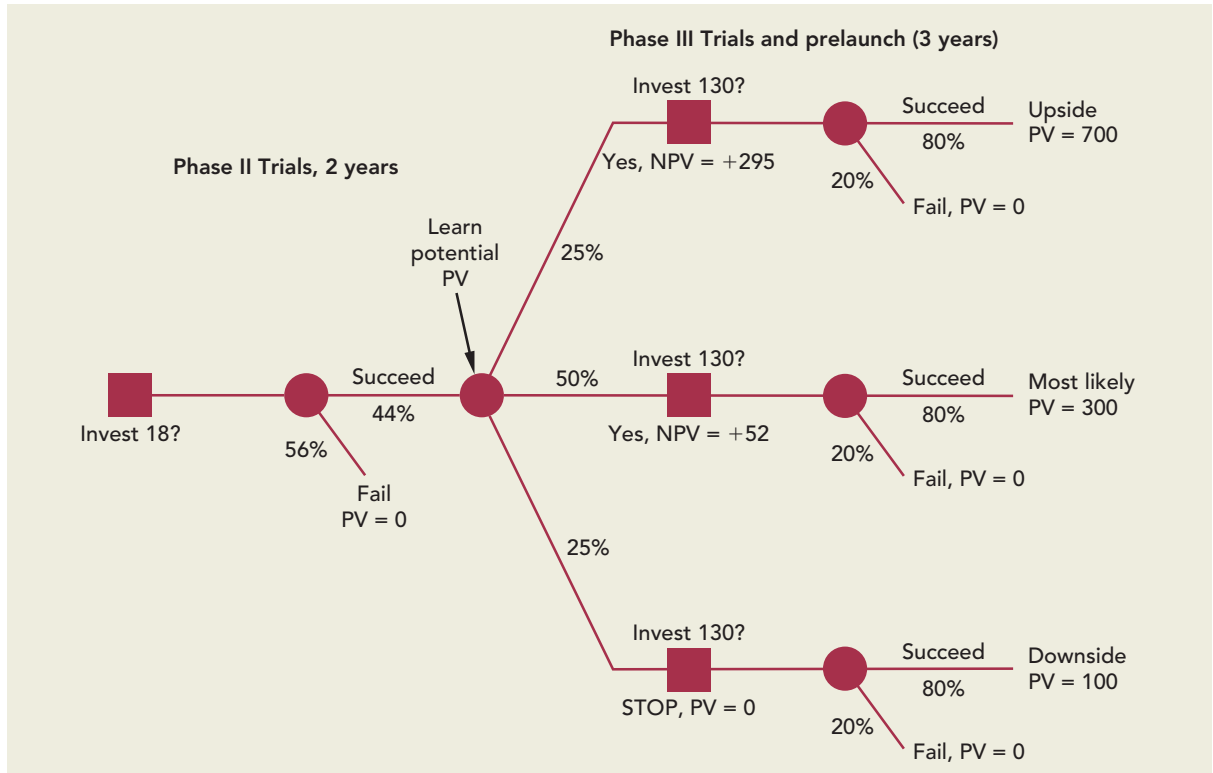 Phase III Trials and prelaunch (3 years)
Invest 130?
Succeed
80%
Upside
PV = 700
Yes, NPV = +295
20%
Fail, PV = 0
Phase II Trials, 2 years
Learn
potential
PV
25%
Invest 130?
Succeed
44%
50%
Succeed
80%
Most likely
PV = 300
Invest 18?
56%
Fail
PV = 0
Yes, NPV = +52
20%
Fail, PV = 0
25%
Invest 130?
Succeed
80%
Downside
PV = 100
STOP, PV = 0
20%
Fail, PV = 0